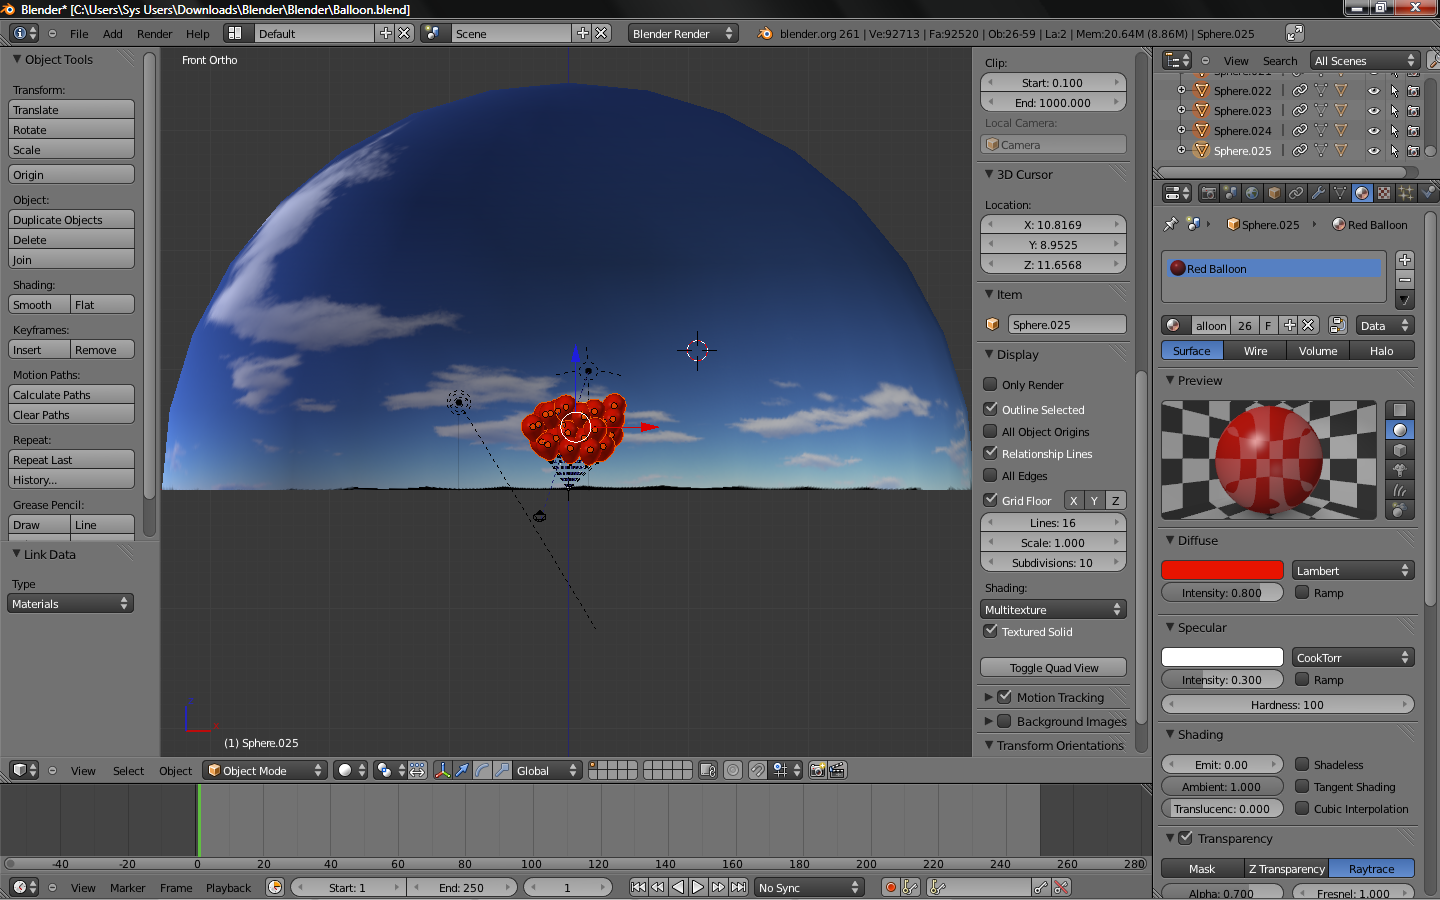 Blender* [C:\Users\Sys Users\Downloads\Blender\Blender\Balloon.blend]
File Add Render Help Default Scene Blender Render blender.org 261 | Ve:92713 | Fa:92520 | Ob:26-59 | La:2 | Mem:20.64M (8.86M) | Sphere.025
Object Tools
Transform:
Translate
Rotate
Scale
Origin
Object:
Duplicate Objects
Delete
Join
Shading:
Smooth Flat
Keyframes:
Insert Remove
Motion Paths:
Calculate Paths
Clear Paths
Repeat:
Repeat Last
History...
Grease Pencil:
Draw Line
Link Data
Type
Materials
Front Ortho
(1) Sphere.025
Clip:
Start: 0.100
End: 1000.000
Local Camera:
Camera
3D Cursor
Location:
X: 10.8169
Y: 8.9525
Z: 11.6568
Item
Sphere.025
Display
Only Render
Outline Selected
All Object Origins
Relationship Lines
All Edges
Grid Floor X Y Z
Lines: 16
Scale: 1.000
Subdivisions: 10
Shading:
Multitexture
Textured Solid
Toggle Quad View
Motion Tracking
Background Images
Transform Orientations
View Search All Scenes
Sphere.022
Sphere.023
Sphere.024
Sphere.025
Sphere.025 Red Balloon
Red Balloon
alloon 26 F Data
Surface Wire Volume Halo
Preview
Diffuse
Lambert
Intensity: 0.800 Ramp
Specular
CookTorr
Intensity: 0.300 Ramp
Hardness: 100
Shading
Emit: 0.00 Shadeless
Ambient: 1.000 Tangent Shading
Translucenc: 0.000 Cubic Interpolation
Transparency
Mask Z Transparency Raytrace
Alpha: 0.700 Fresnel: 1.000
View Select Object Object Mode Global
-40 -20 0 20 40 60 80 100 120 140 160 180 200 220 240 260 280
View Marker Frame Playback Start: 1 End: 250 1 No Sync